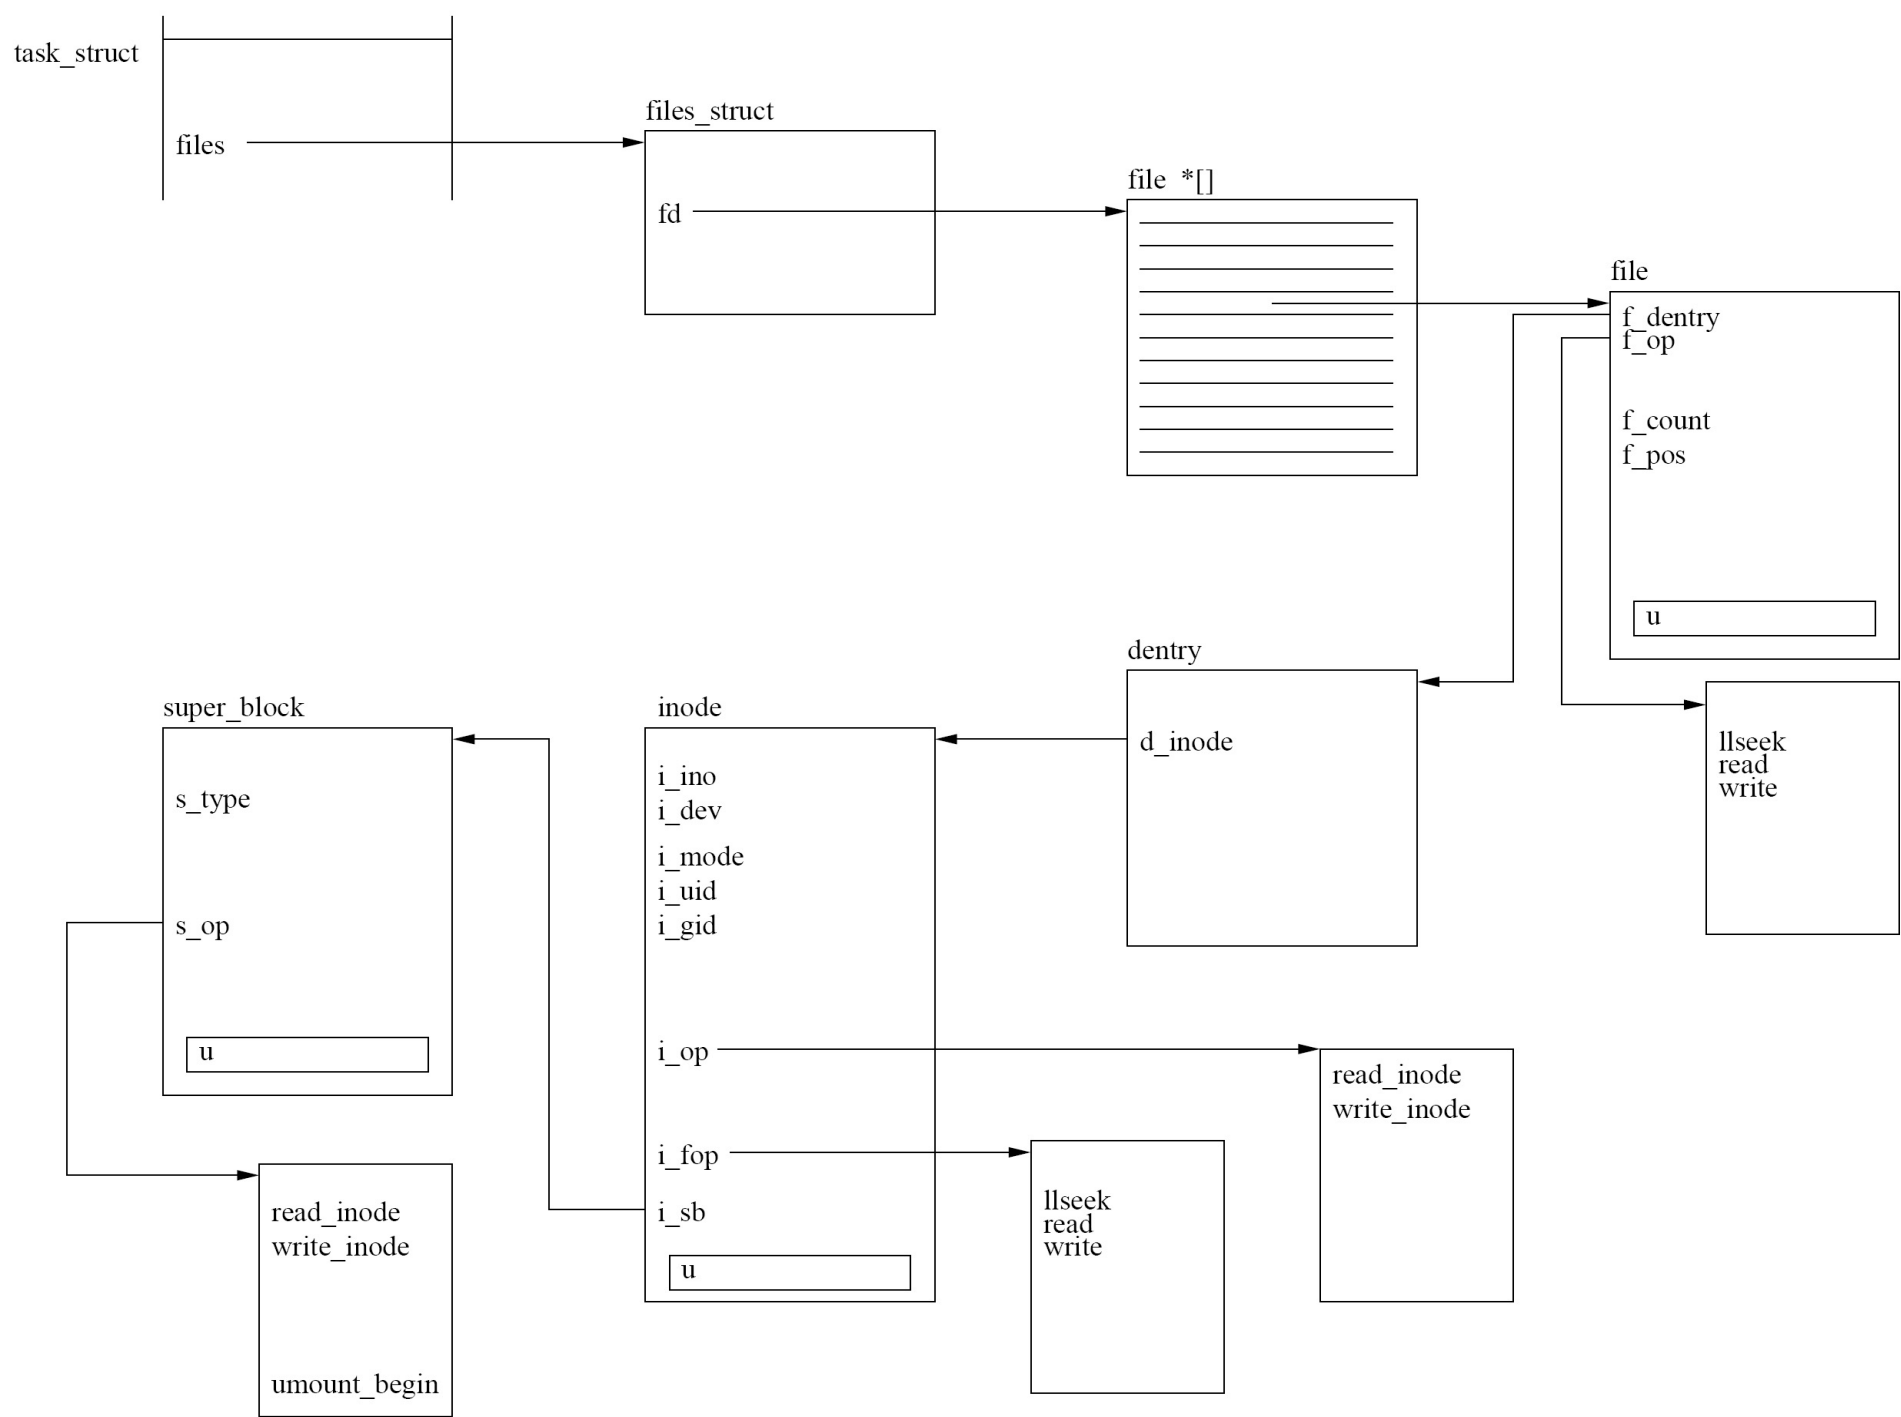 task_struct
files
files_struct
fd
file *[]
file
f_dentry
f_op
f_count
f_pos
u
dentry
d_inode
llseek
read
write
super_block
s_type
s_op
u
inode
i_ino
i_dev
i_mode
i_uid
i_gid
i_op
i_fop
i_sb
u
read_inode
write_inode
llseek
read
write
read_inode
write_inode
umount_begin